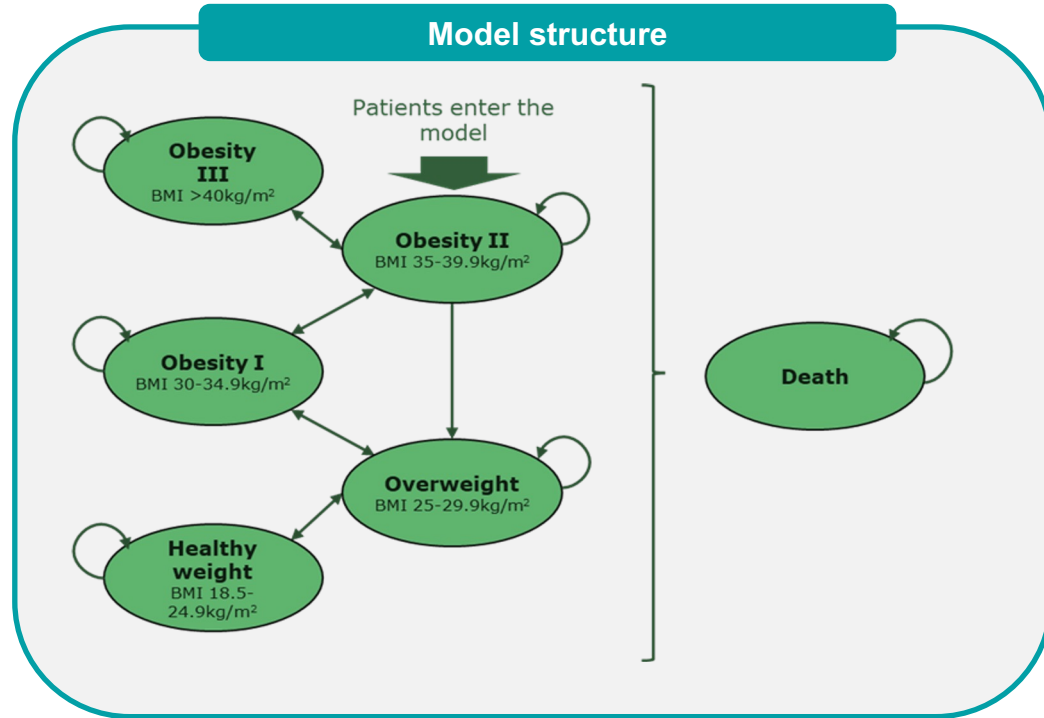 Model structure
Patients enter the
model
Obesity
III
BMI >40kg/m²
Obesity II
BMI 35-39.9kg/m²
Obesity I
BMI 30-34.9kg/m²
Death
Overweight
BMI 25-29.9kg/m²
Healthy
weight
BMI 18.5-
24.9kg/m²